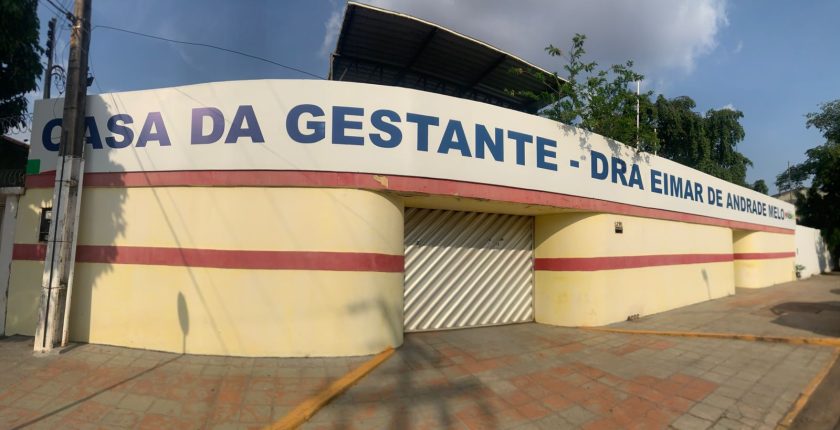 CASA DA GESTANTE - DRA EIMAR DE ANDRADE MELO